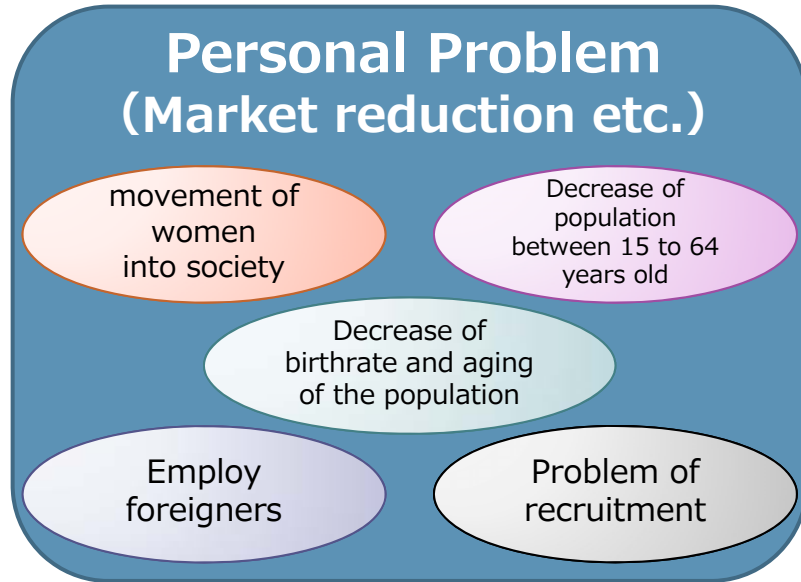 Personal Problem
(Market reduction etc.)
movement of
women
into society
Decrease of
population
between 15 to 64
years old
Decrease of
birthrate and aging
of the population
Employ
foreigners
Problem of
recruitment